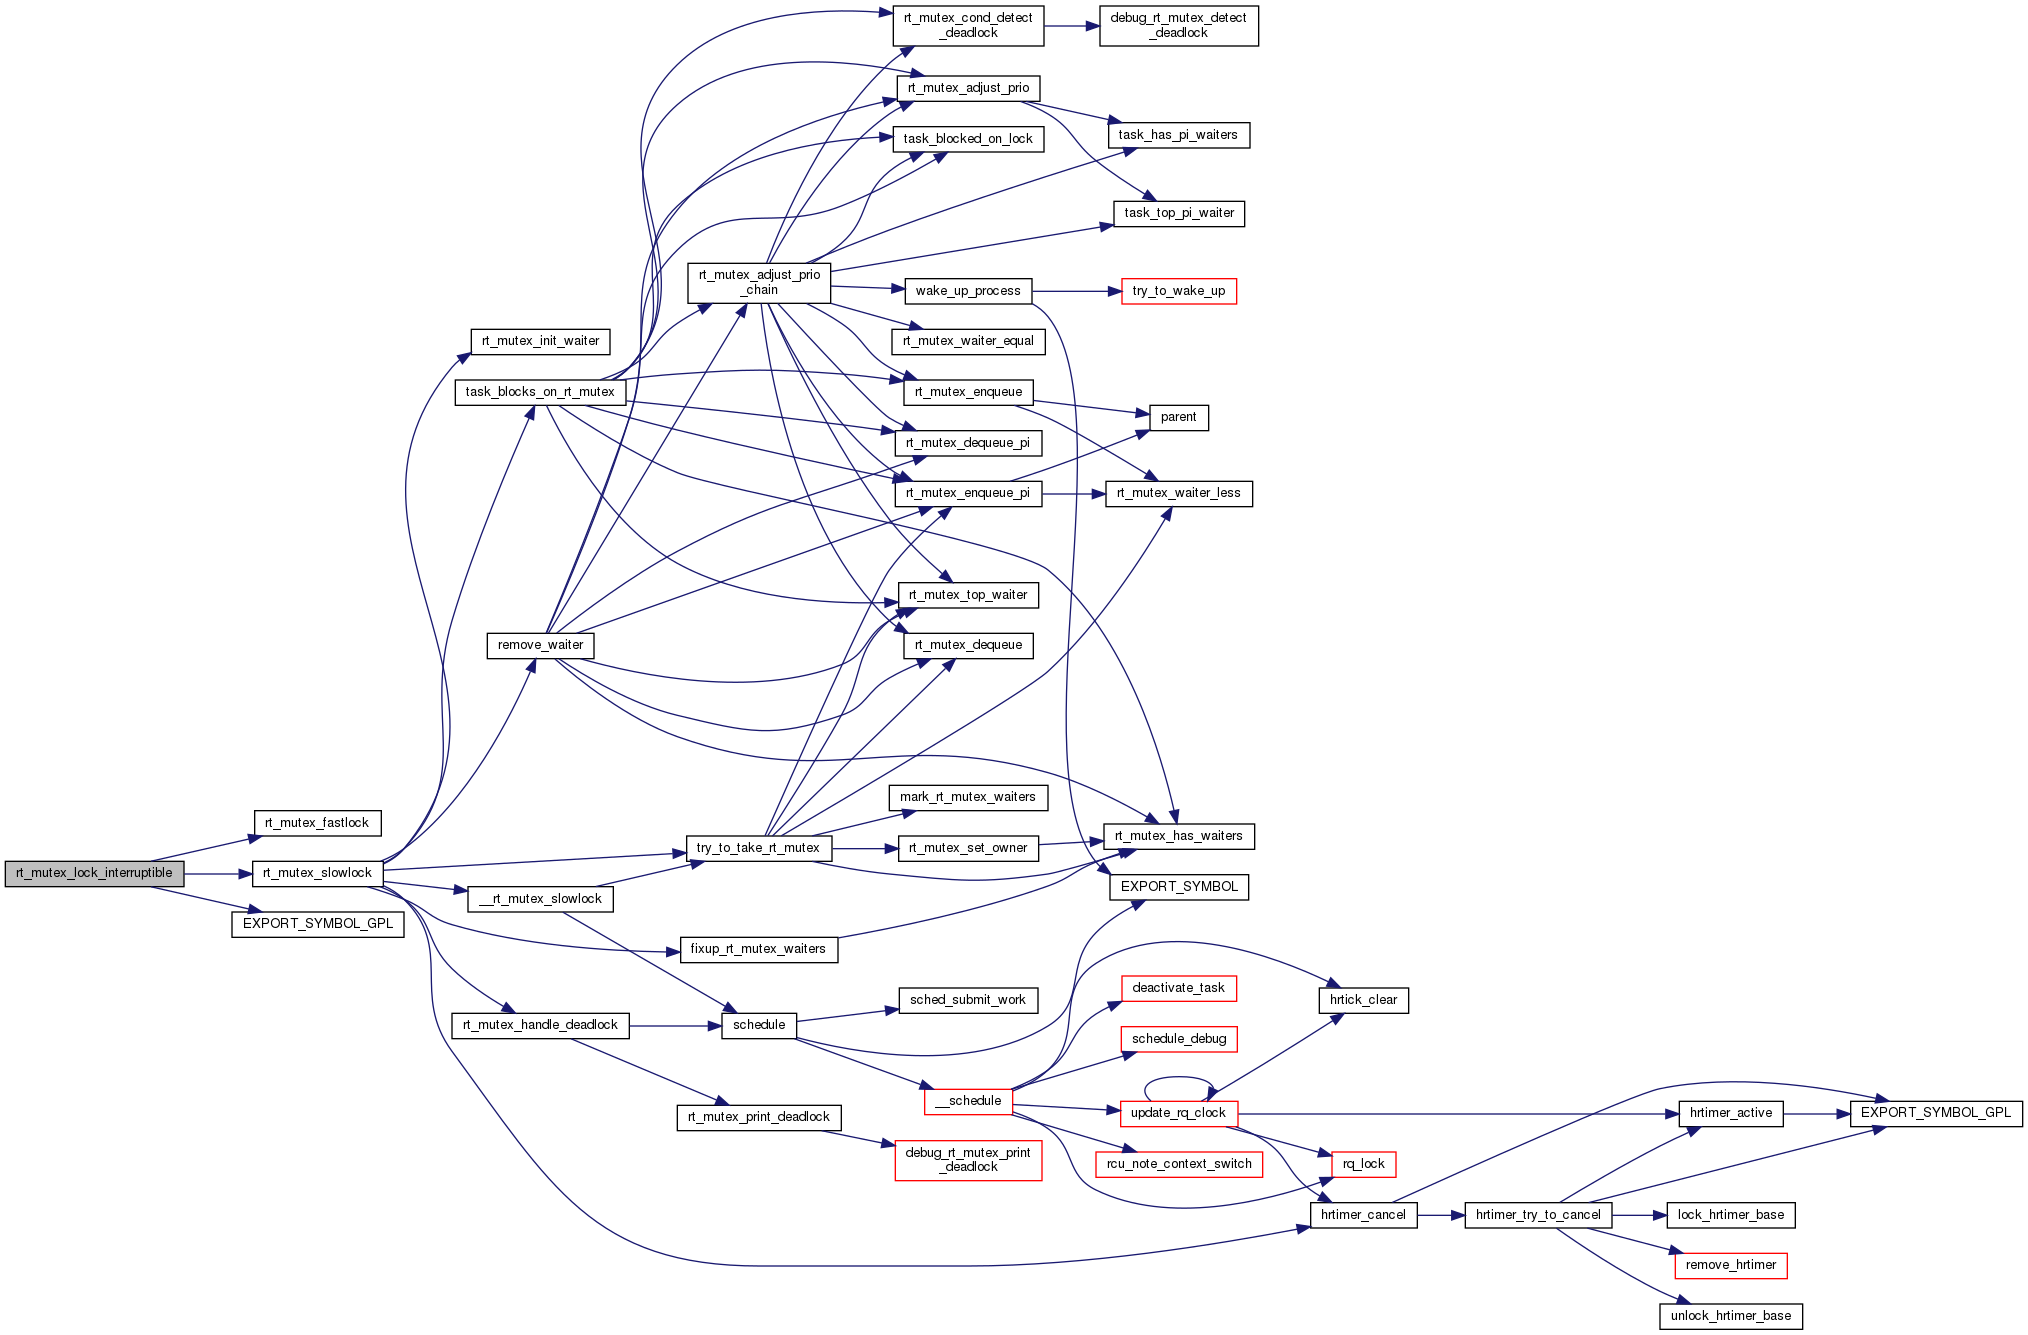 rt_mutex_cond_detect
_deadlock
debug_rt_mutex_detect
_deadlock
rt_mutex_adjust_prio
task_has_pi_waiters
task_blocked_on_lock
task_top_pi_waiter
rt_mutex_adjust_prio
_chain
wake_up_process
try_to_wake_up
rt_mutex_init_waiter
rt_mutex_waiter_equal
task_blocks_on_rt_mutex
rt_mutex_enqueue
parent
rt_mutex_dequeue_pi
rt_mutex_enqueue_pi
rt_mutex_waiter_less
rt_mutex_top_waiter
remove_waiter
rt_mutex_dequeue
mark_rt_mutex_waiters
rt_mutex_fastlock
try_to_take_rt_mutex
rt_mutex_set_owner
rt_mutex_has_waiters
rt_mutex_lock_interruptible
rt_mutex_slowlock
__rt_mutex_slowlock
EXPORT_SYMBOL
EXPORT_SYMBOL_GPL
fixup_rt_mutex_waiters
deactivate_task
sched_submit_work
hrtick_clear
rt_mutex_handle_deadlock
schedule
schedule_debug
__schedule
update_rq_clock
hrtimer_active
EXPORT_SYMBOL_GPL
rt_mutex_print_deadlock
debug_rt_mutex_print
_deadlock
rcu_note_context_switch
rq_lock
hrtimer_cancel
hrtimer_try_to_cancel
lock_hrtimer_base
remove_hrtimer
unlock_hrtimer_base